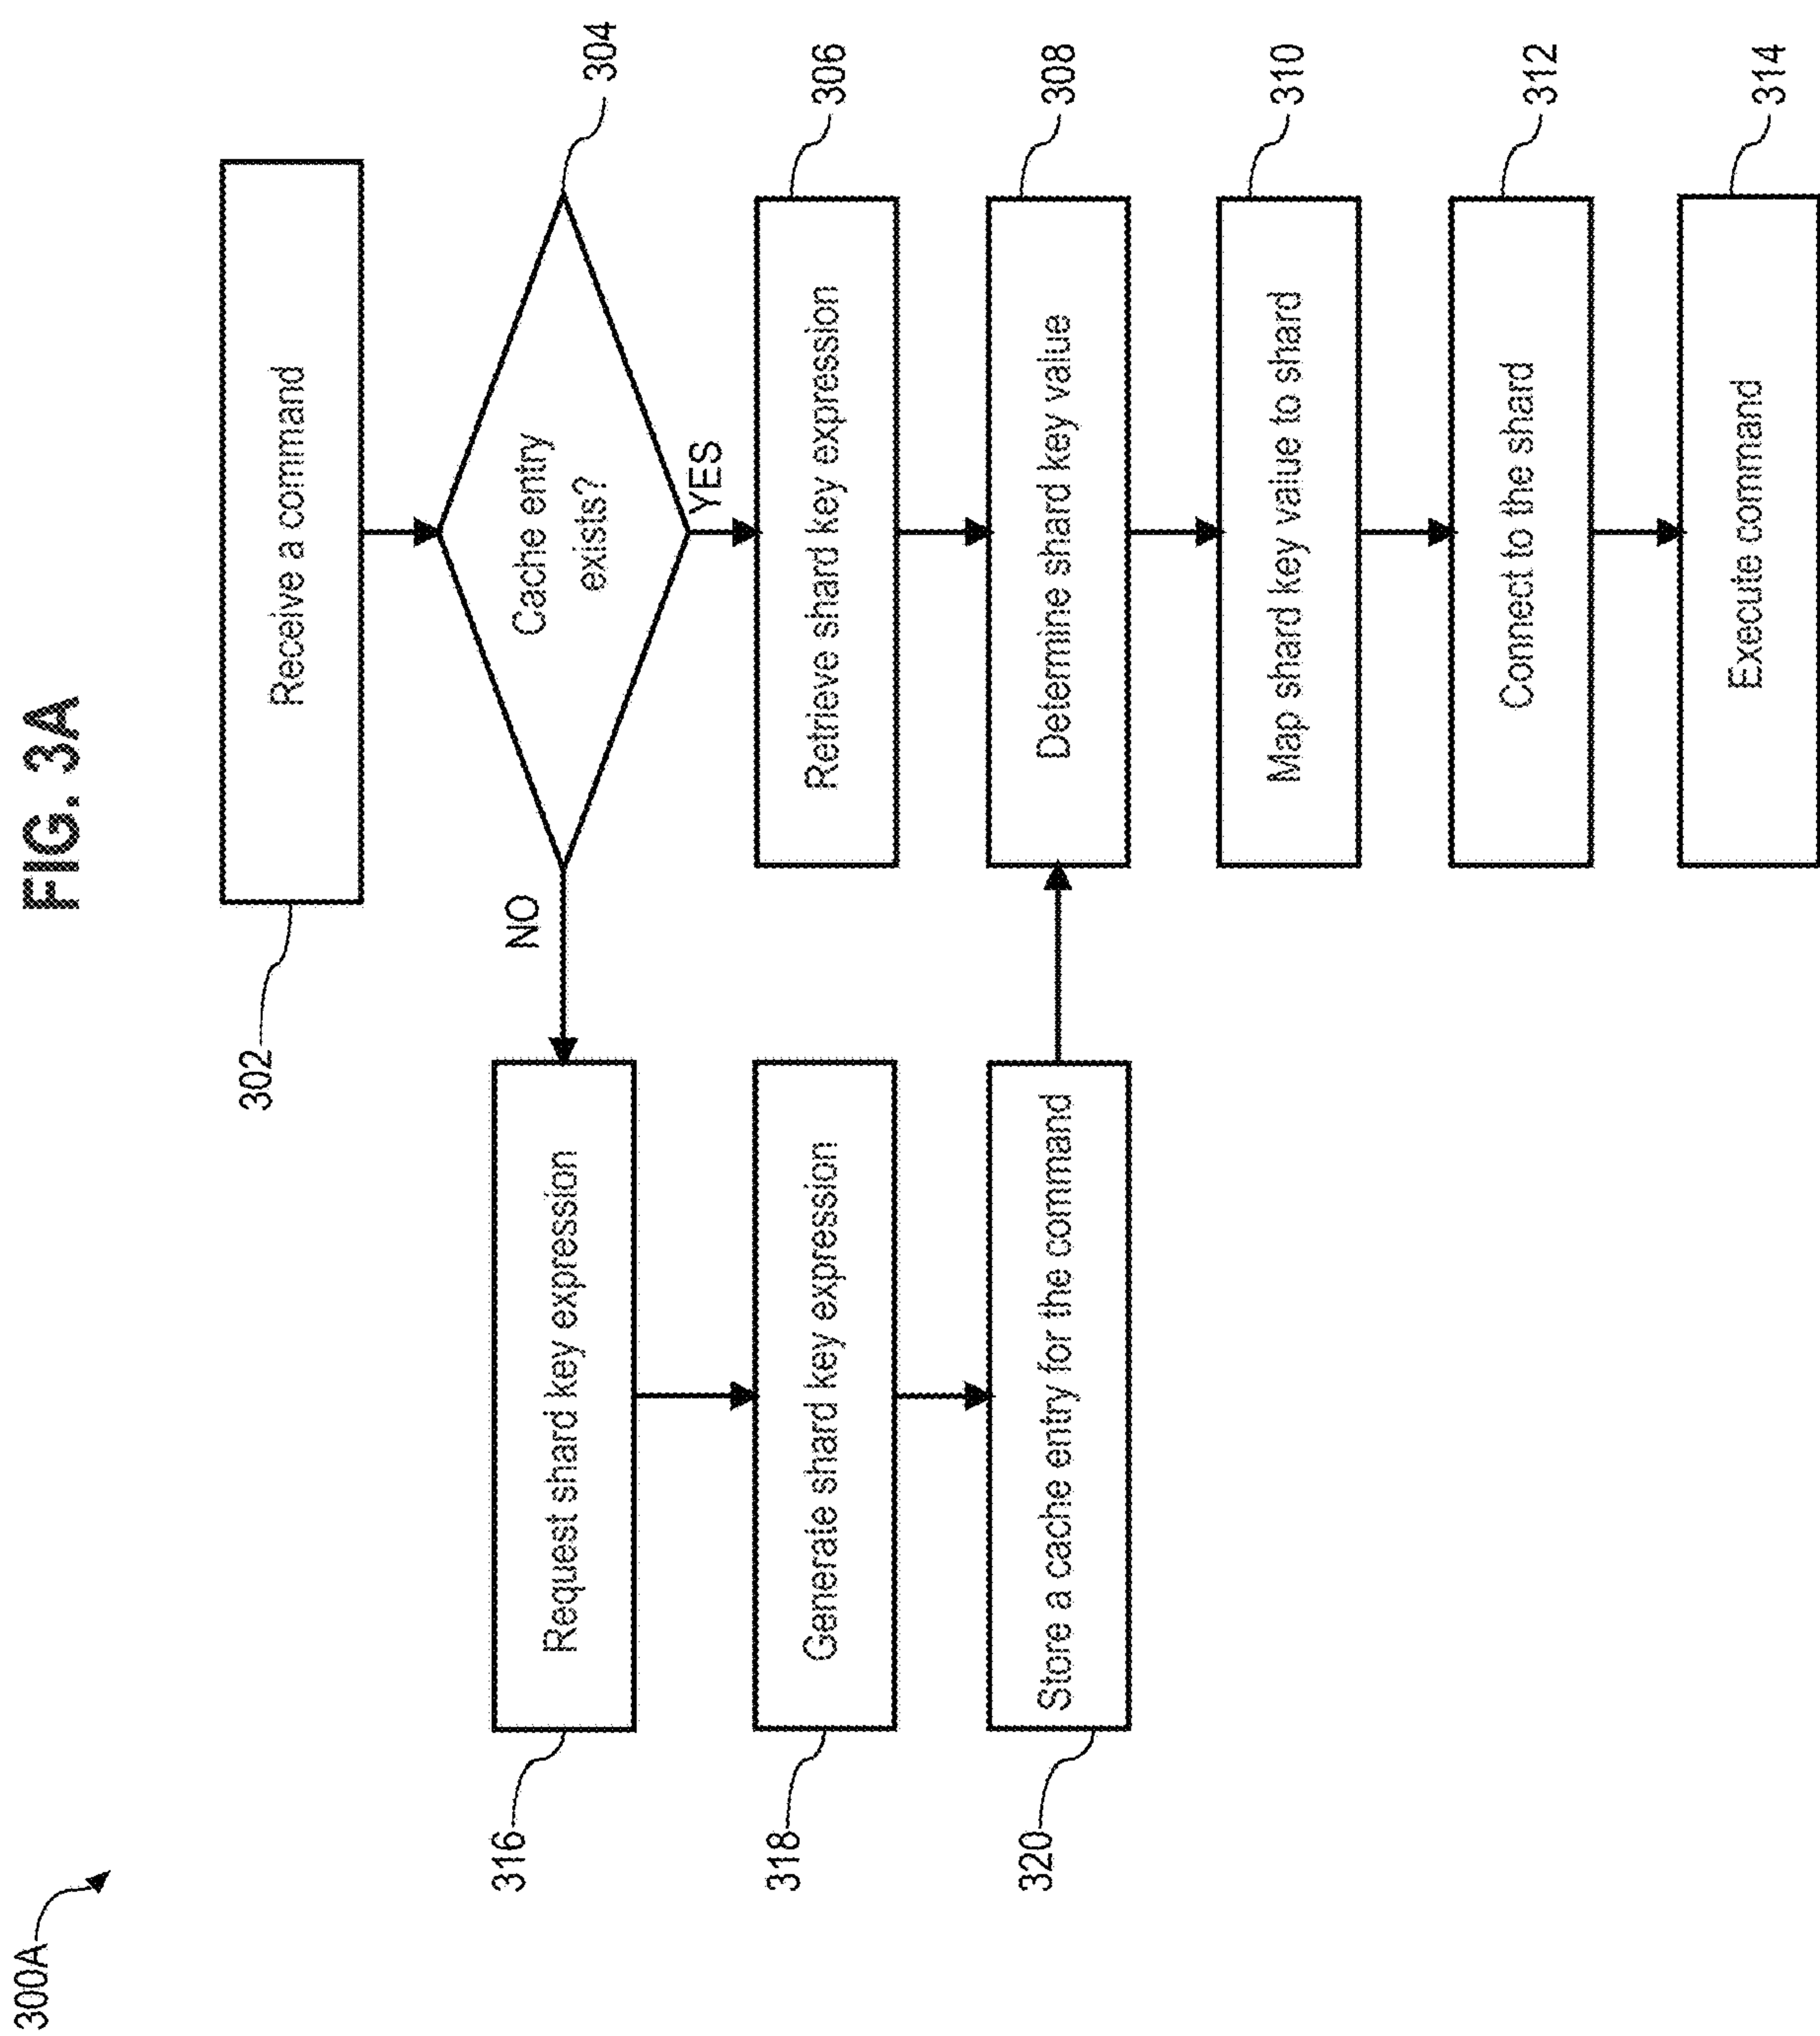 300A
FIG. 3A
302
Receive a command
304
Cache entry
exists?
NO
YES
316
Request shard key expression
306
Retrieve shard key expression
318
Generate shard key expression
308
Determine shard key value
320
Store a cache entry for the command
310
Map shard key value to shard
312
Connect to the shard
314
Execute command